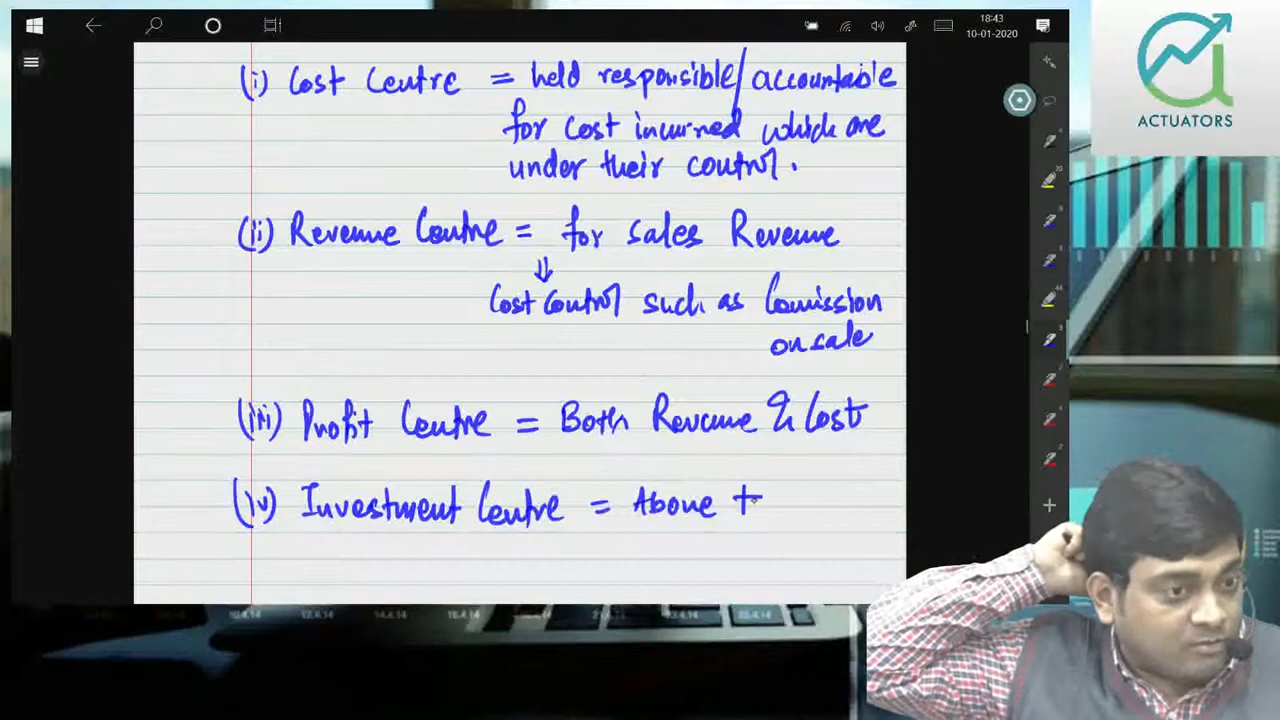 18:43
10-01-2020
ACTUATORS
(i) Cost Centre = held responsible/accountable
for cost incurred which are
under their control.
(ii) Revenue Centre = for sales Revenue
⇓
Cost control such as Comission
on sale
(iii) Profit Centre = Both Revenue & Cost
(iv) Investment Centre = Above +